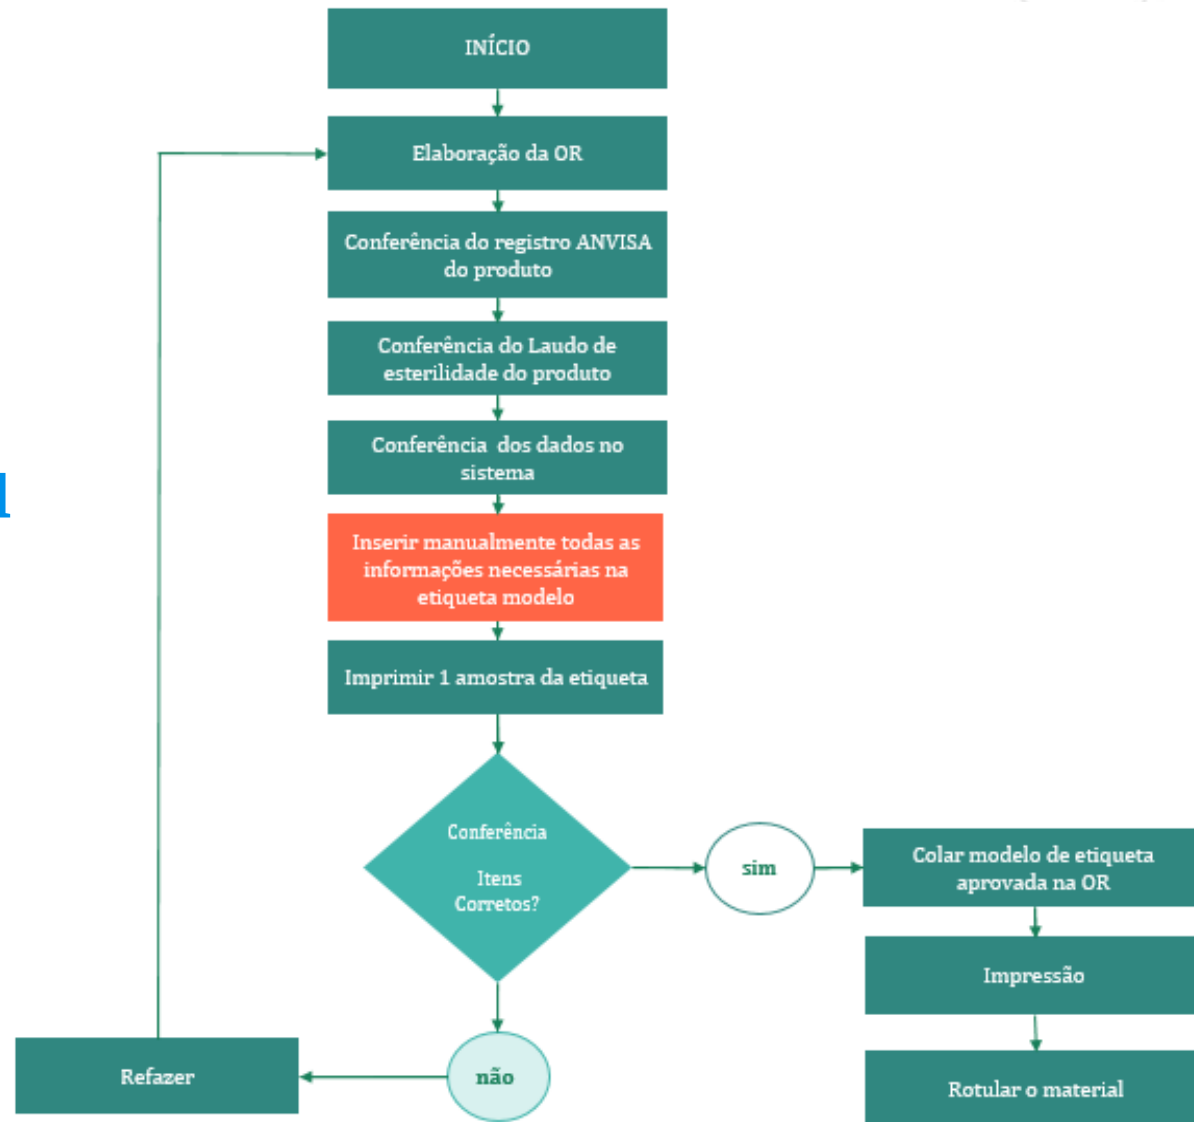 INÍCIO
Elaboração da OR
Conferência do registro ANVISA
do produto
Conferência do Laudo de
esterilidade do produto
Conferência dos dados no
sistema
Inserir manualmente todas as
informações necessárias na
etiqueta modelo
Imprimir 1 amostra da etiqueta
Conferência
Itens
Corretos?
sim
Colar modelo de etiqueta
aprovada na OR
Impressão
Rotular o material
não
Refazer